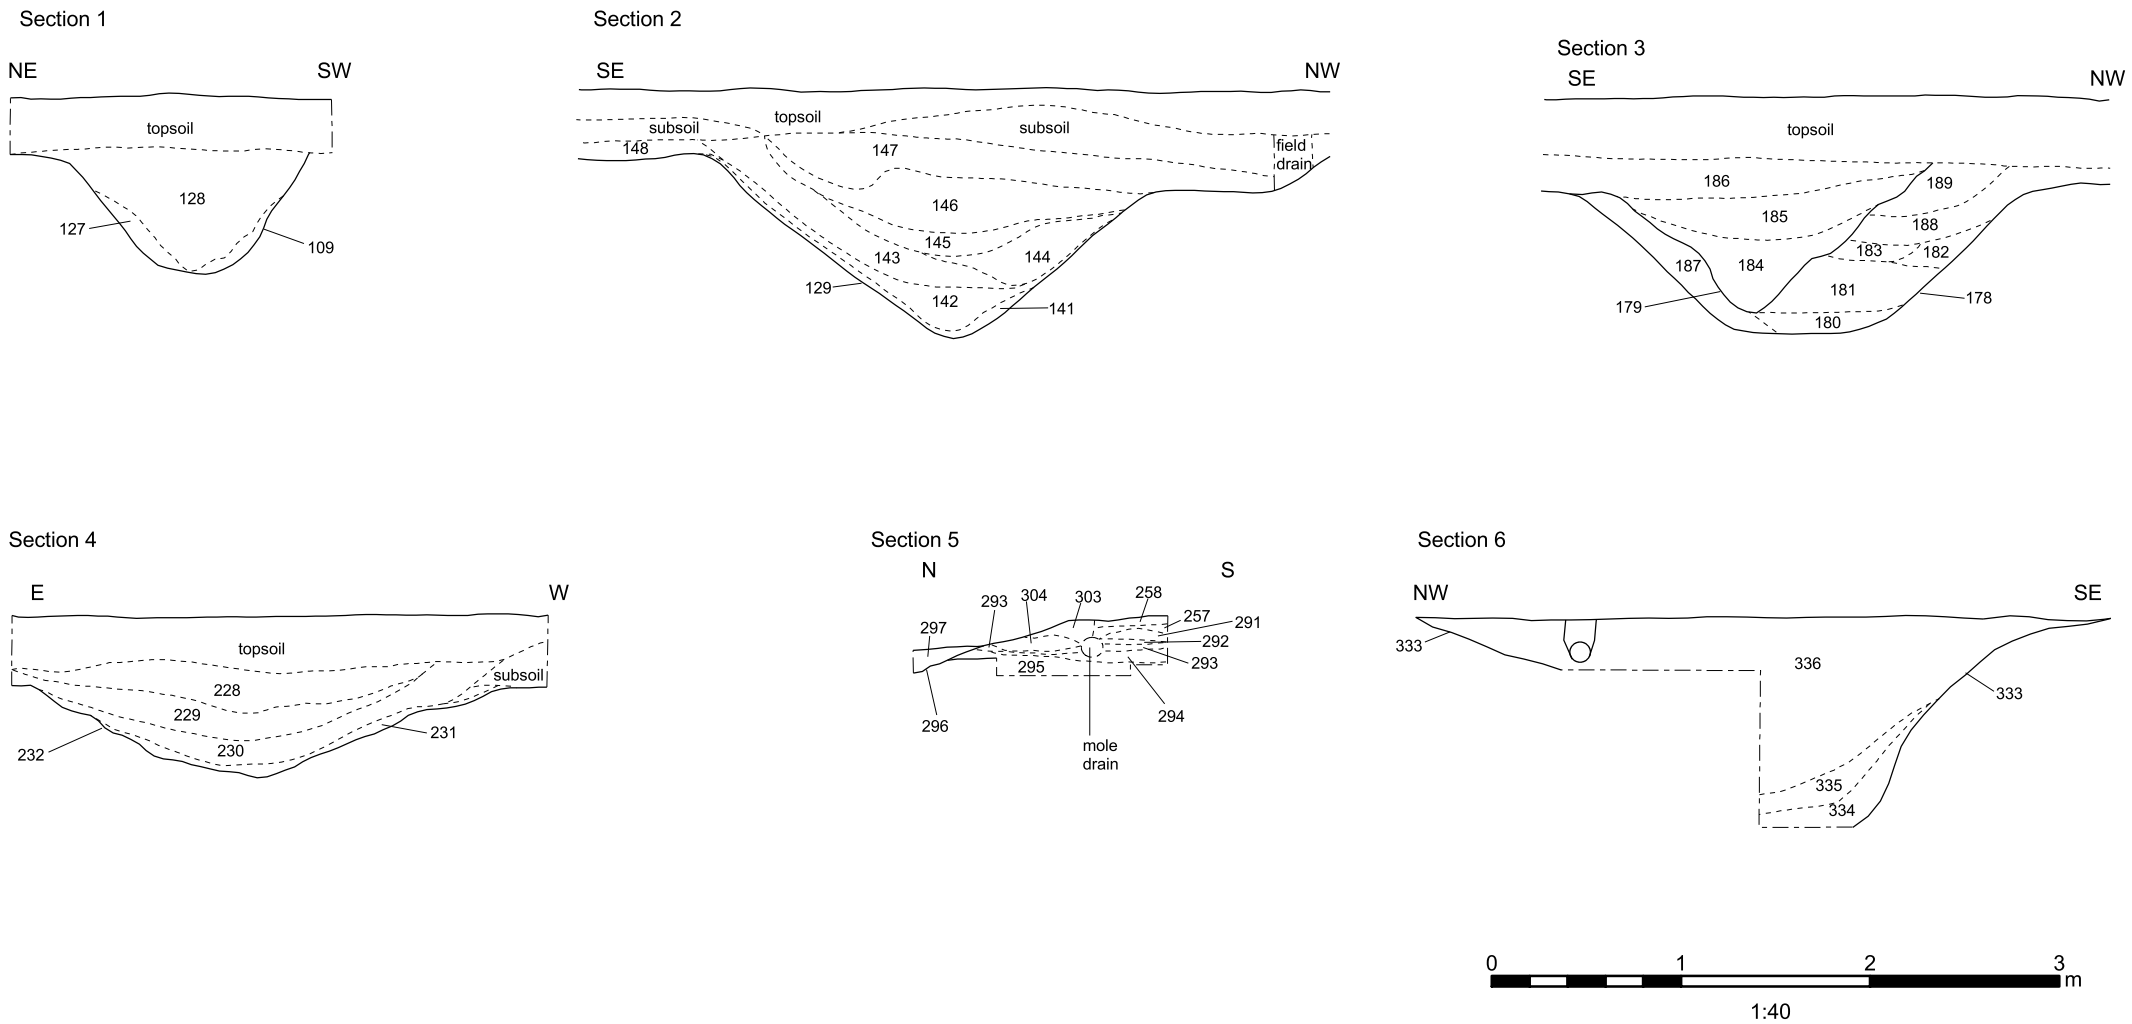 Section 1
NE SW
topsoil
128
127
109
Section 2
SE NW
topsoil
subsoil
subsoil
148
147
field
drain
146
145
144
143
129
142
141
Section 3
SE NW
topsoil
186
189
185
188
183
182
187
184
181
179
178
180
Section 4
E W
topsoil
subsoil
228
229
230
231
232
Section 5
N S
293
304
303
258
257
291
297
292
293
295
294
296
mole
drain
Section 6
NW SE
333
336
333
335
334
0 1 2 3
m
1:40